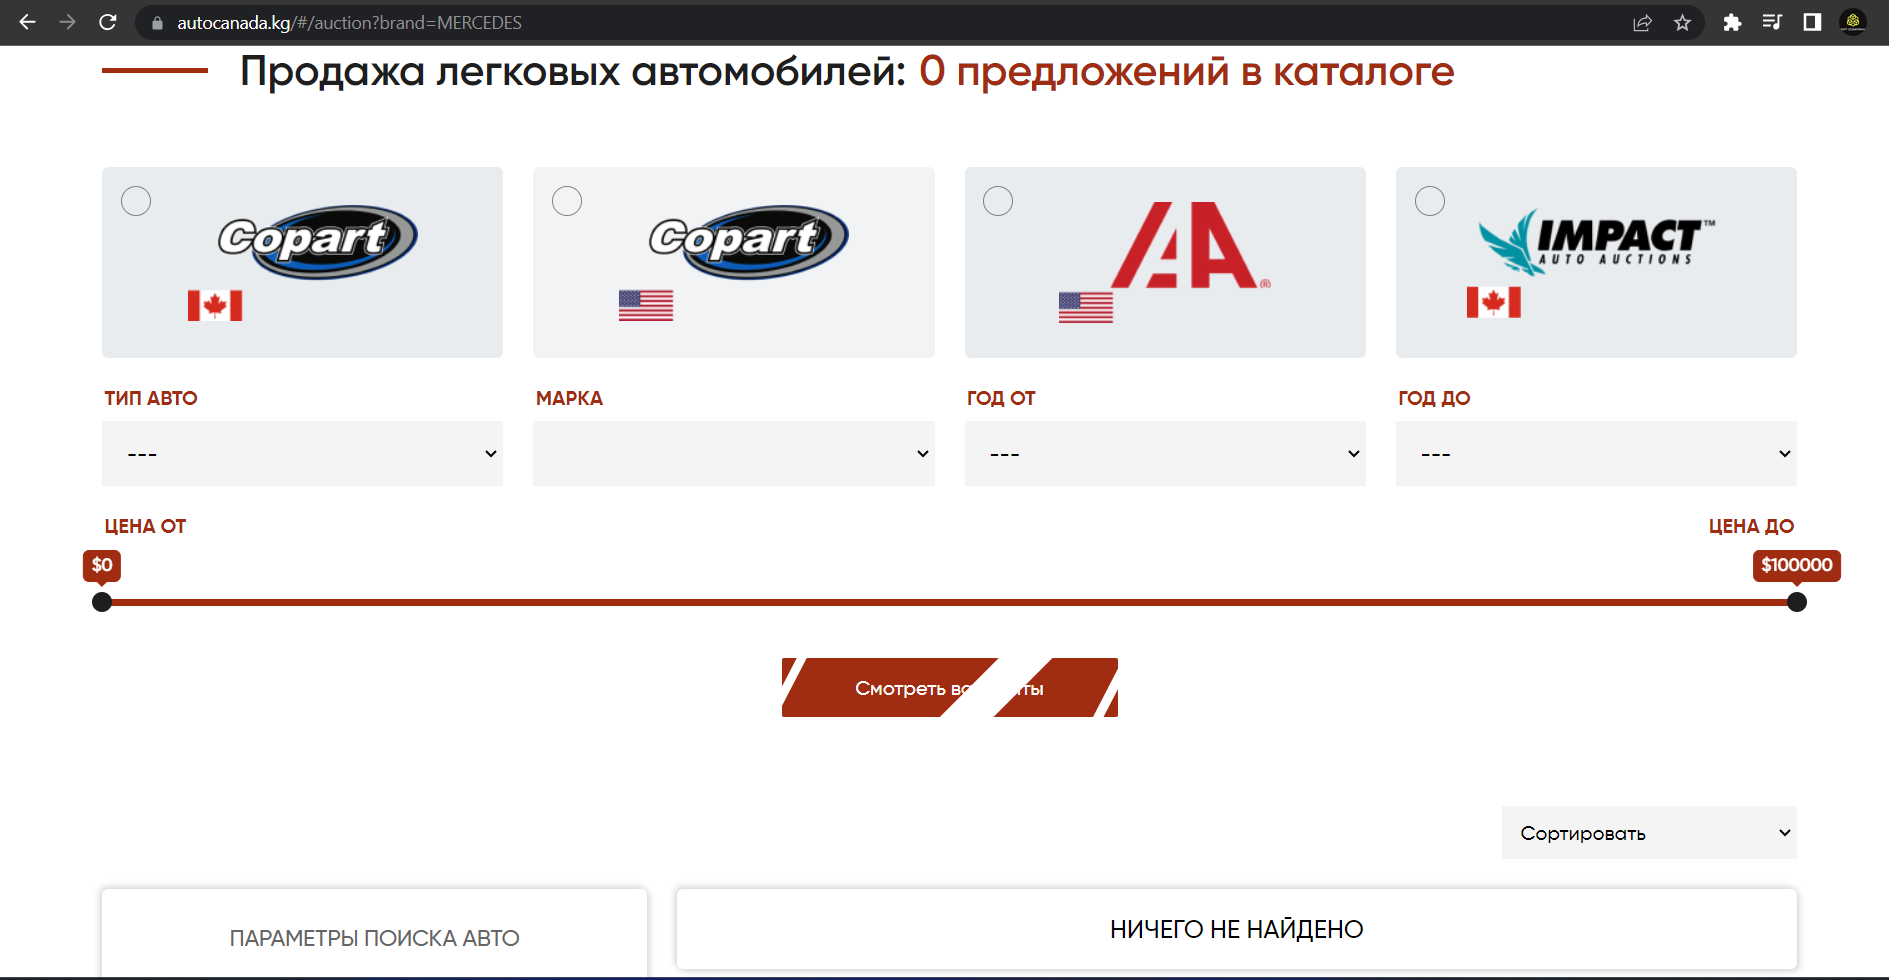 autocanada.kg/#/auction?brand=MERCEDES
Продажа легковых автомобилей: 0 предложений в каталоге
Copart
Copart
IAA®
IMPACT™
AUTO AUCTIONS
ТИП АВТО
МАРКА
ГОД ОТ
ГОД ДО
---
---
---
ЦЕНА ОТ
ЦЕНА ДО
$0
$100000
Смотреть ва ты
Сортировать
ПАРАМЕТРЫ ПОИСКА АВТО
НИЧЕГО НЕ НАЙДЕНО